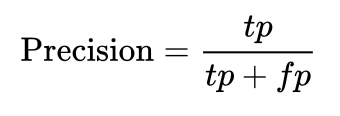 Precision = tp / tp + fp